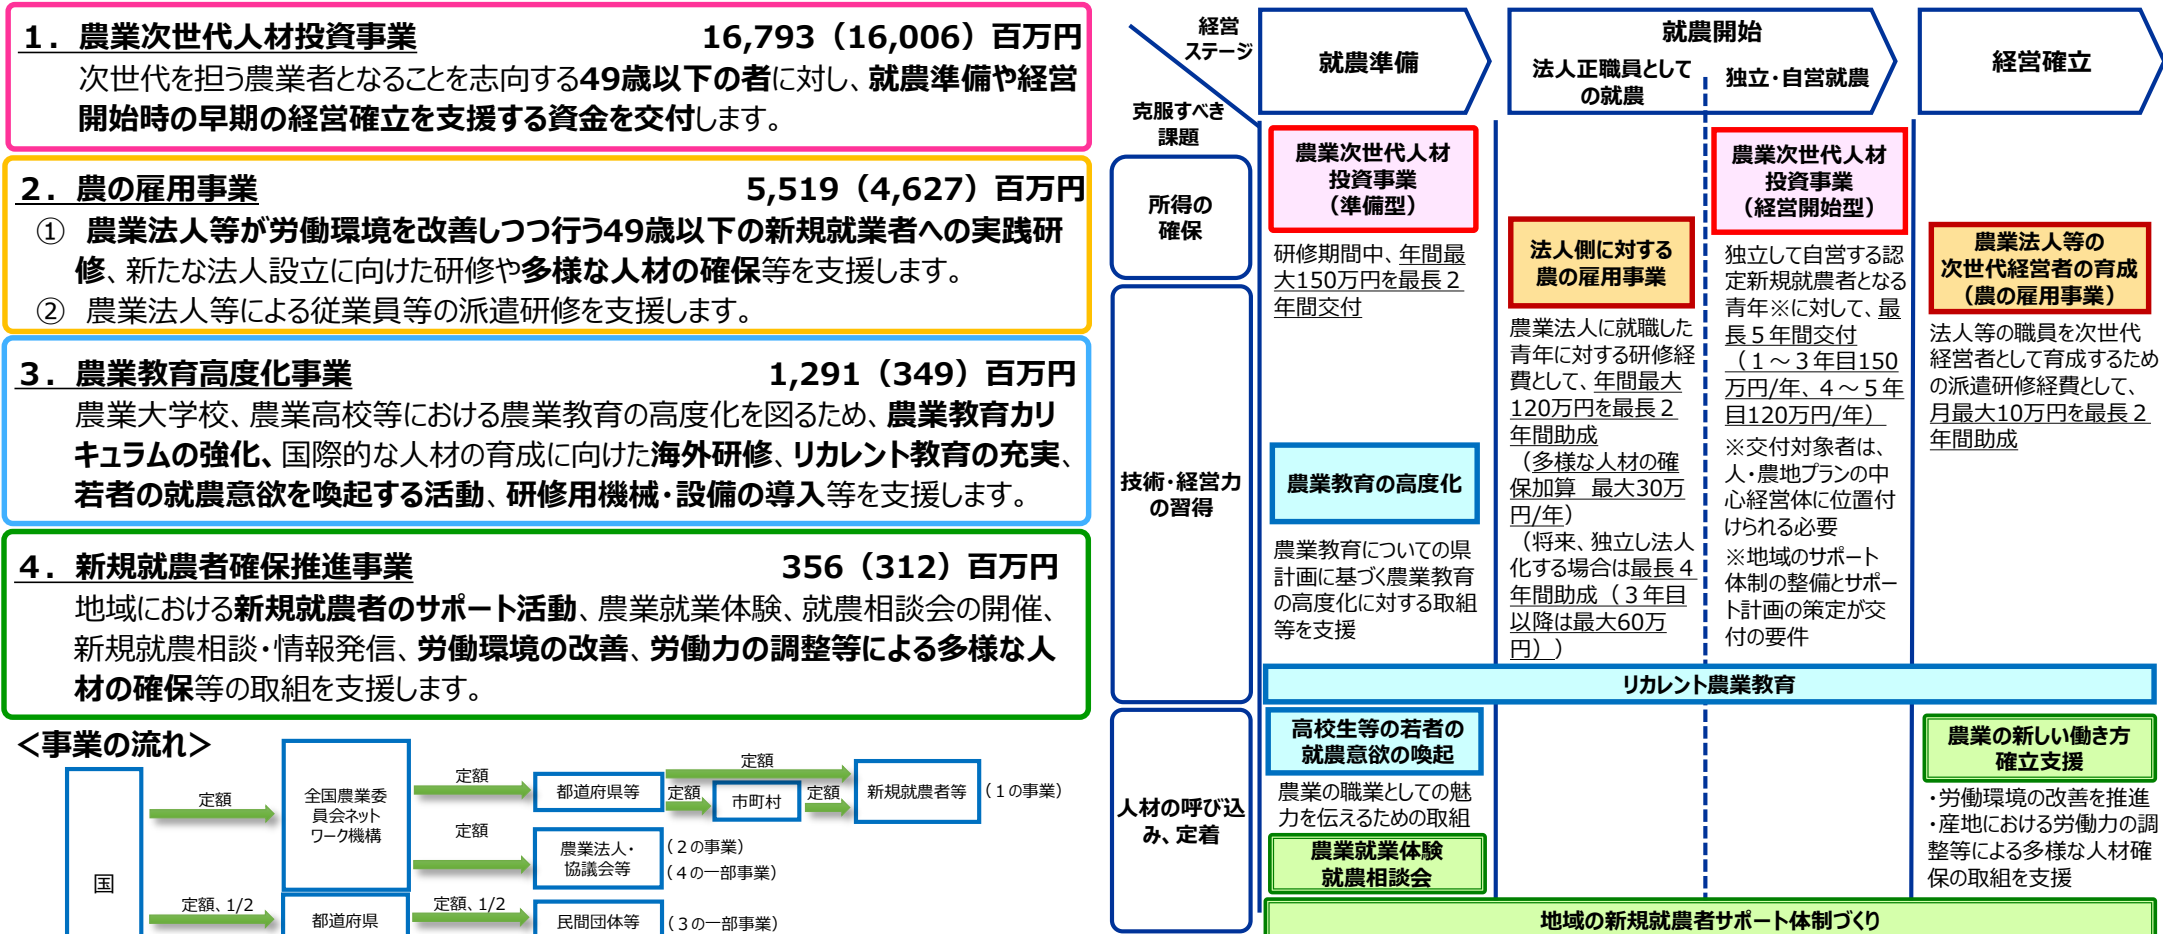 １．農業次世代人材投資事業 16,793（16,006）百万円
次世代を担う農業者となることを志向する49歳以下の者に対し、就農準備や経営
開始時の早期の経営確立を支援する資金を交付します。
２．農の雇用事業 5,519（4,627）百万円
① 農業法人等が労働環境を改善しつつ行う49歳以下の新規就業者への実践研
修、新たな法人設立に向けた研修や多様な人材の確保等を支援します。
② 農業法人等による従業員等の派遣研修を支援します。
３．農業教育高度化事業 1,291（349）百万円
農業大学校、農業高校等における農業教育の高度化を図るため、農業教育カリ
キュラムの強化、国際的な人材の育成に向けた海外研修、リカレント教育の充実、
若者の就農意欲を喚起する活動、研修用機械・設備の導入等を支援します。
４．新規就農者確保推進事業 356（312）百万円
地域における新規就農者のサポート活動、農業就業体験、就農相談会の開催、
新規就農相談・情報発信、労働環境の改善、労働力の調整等による多様な人
材の確保等の取組を支援します。
＜事業の流れ＞
国
定額
全国農業委
員会ネット
ワーク機構
定額
都道府県等
定額
定額
市町村
定額
新規就農者等
（１の事業）
定額
農業法人・
協議会等
（２の事業）
（４の一部事業）
定額、1/2
都道府県
定額、1/2
民間団体等
（３の一部事業）
経営
ステージ
克服すべき
課題
就農準備
就農開始
法人正職員として
の就農
独立・自営就農
経営確立
所得の
確保
技術・経営力
の習得
人材の呼び込
み、定着
農業次世代人材
投資事業
（準備型）
研修期間中、年間最
大150万円を最長２
年間交付
農業教育の高度化
農業教育についての県
計画に基づく農業教育
の高度化に対する取組
等を支援
法人側に対する
農の雇用事業
農業法人に就職した
青年に対する研修経
費として、年間最大
120万円を最長２
年間助成
（多様な人材の確
保加算 最大30万
円/年）
（将来、独立し法人
化する場合は最長４
年間助成（３年目
以降は最大60万
円））
農業次世代人材
投資事業
（経営開始型）
独立して自営する認
定新規就農者となる
青年※に対して、最
長５年間交付
（１～３年目150
万円/年、４～５年
目120万円/年）
※交付対象者は、
人・農地プランの中
心経営体に位置付
けられる必要
※地域のサポート
体制の整備とサポー
ト計画の策定が交
付の要件
農業法人等の
次世代経営者の育成
（農の雇用事業）
法人等の職員を次世代
経営者として育成するため
の派遣研修経費として、
月最大10万円を最長２
年間助成
リカレント農業教育
高校生等の若者の
就農意欲の喚起
農業の職業としての魅
力を伝えるための取組
農業就業体験
就農相談会
農業の新しい働き方
確立支援
・労働環境の改善を推進
・産地における労働力の調
整等による多様な人材確
保の取組を支援
地域の新規就農者サポート体制づくり